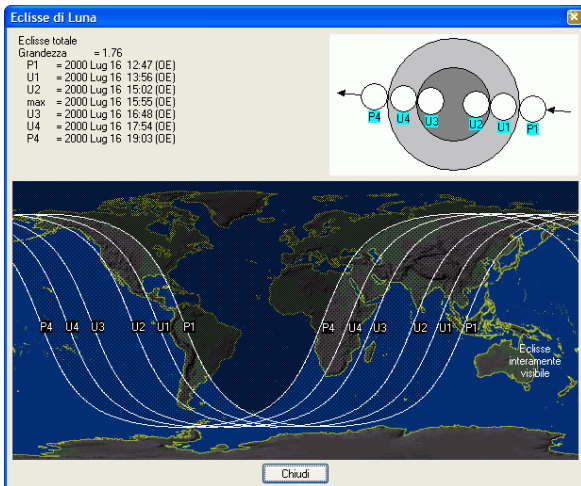 Eclisse di Luna
Eclisse totale
Grandezza = 1.76
P1 = 2000 Lug 16 12:47 (OE)
U1 = 2000 Lug 16 13:56 (OE)
U2 = 2000 Lug 16 15:02 (OE)
max = 2000 Lug 16 15:55 (OE)
U3 = 2000 Lug 16 16:48 (OE)
U4 = 2000 Lug 16 17:54 (OE)
P4 = 2000 Lug 16 19:03 (OE)
P4 U4 U3 U2 U1 P1
P4 U4 U3 U2 U1 P1 P4 U4 U3 U2 U1 P1
Eclisse
interamente
visibile
Chiudi